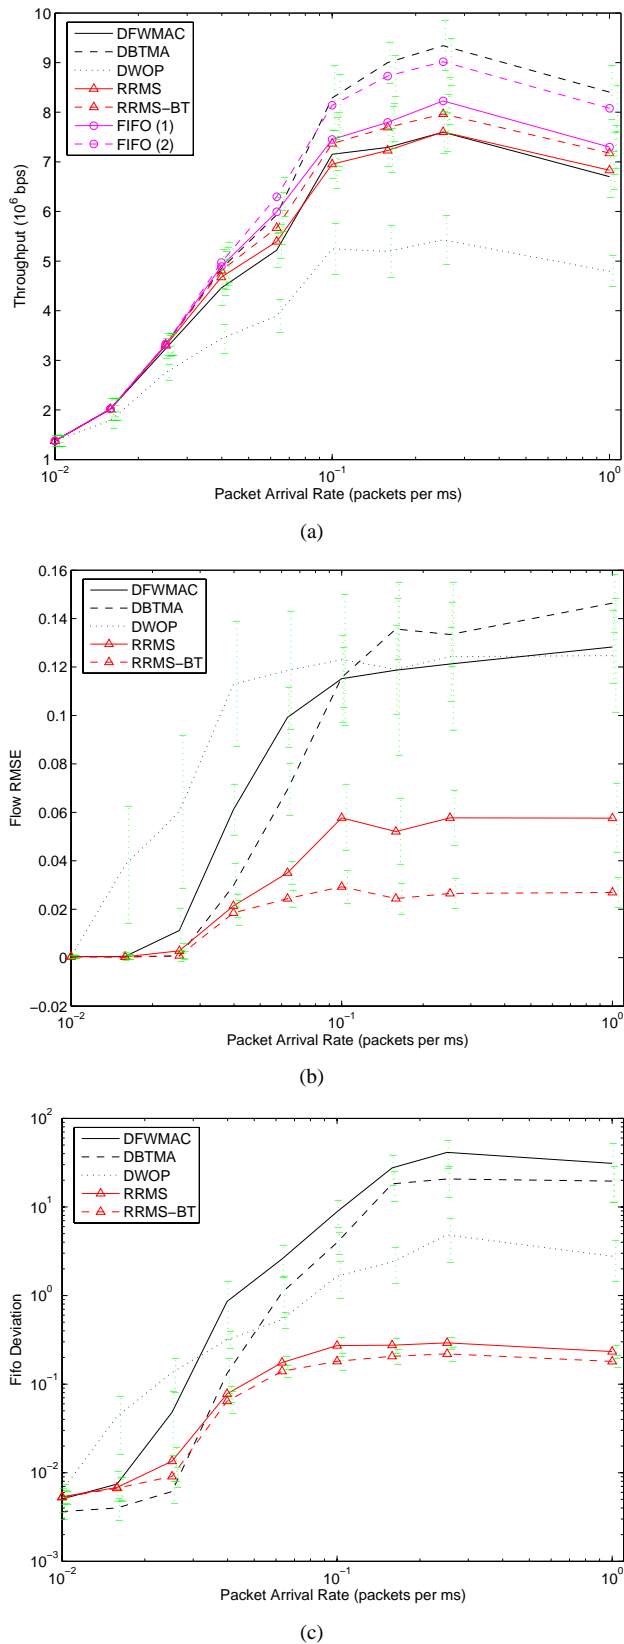 10
9
8
7
6
5
4
3
2
1
Throughput (10^6 bps)
DFWMAC
DBTMA
DWOP
RRMS
RRMS−BT
FIFO (1)
FIFO (2)
10^−2
10^−1
10^0
Packet Arrival Rate (packets per ms)
(a)
0.16
0.14
0.12
0.1
0.08
0.06
0.04
0.02
0
−0.02
Flow RMSE
DFWMAC
DBTMA
DWOP
RRMS
RRMS−BT
10^−2
10^−1
10^0
Packet Arrival Rate (packets per ms)
(b)
10^2
10^1
10^0
10^−1
10^−2
10^−3
Fifo Deviation
DFWMAC
DBTMA
DWOP
RRMS
RRMS−BT
10^−2
10^−1
10^0
Packet Arrival Rate (packets per ms)
(c)